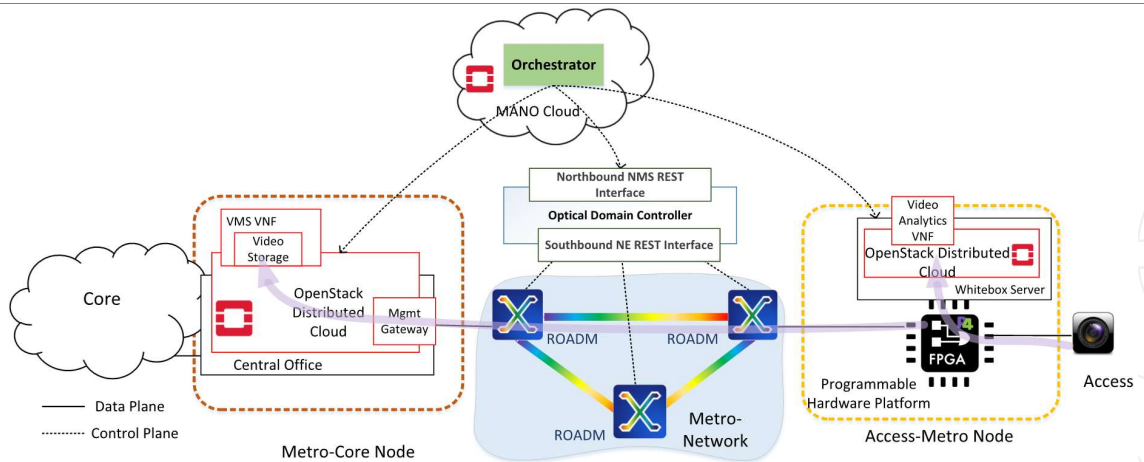 Orchestrator
MANO Cloud
Northbound NMS REST
Interface
Optical Domain Controller
Southbound NE REST Interface
VMS VNF
Video
Storage
OpenStack
Distributed
Cloud
Mgmt
Gateway
Central Office
Core
Metro-Core Node
Data Plane
Control Plane
ROADM
ROADM
ROADM
Metro-
Network
Video
Analytics
VNF
OpenStack Distributed
Cloud
Whitebox Server
P4
FPGA
Programmable
Hardware Platform
Access-Metro Node
Access